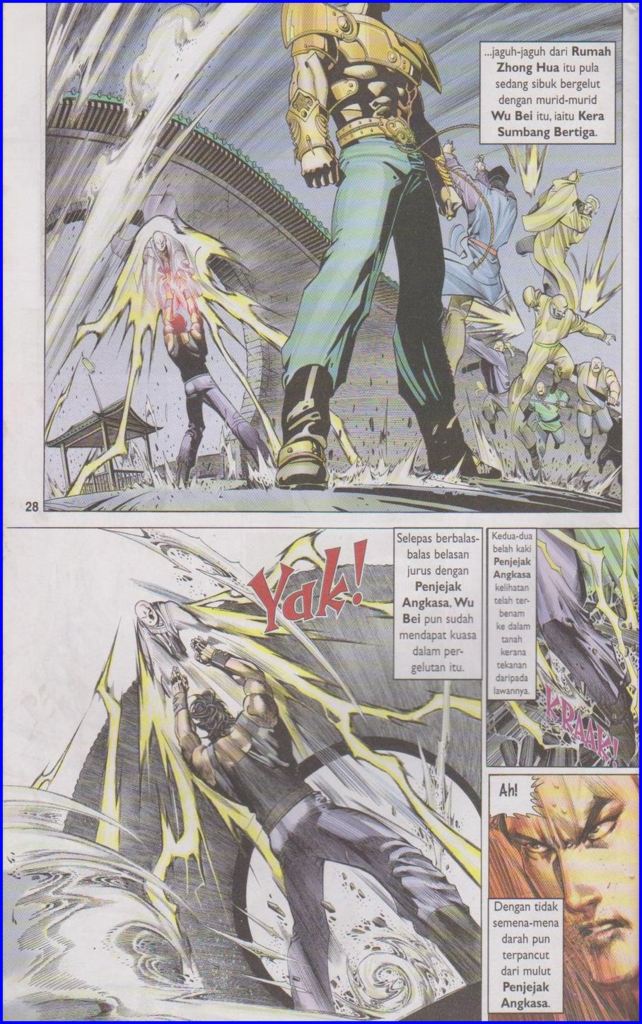 ...jaguh-jaguh dari Rumah
Zhong Hua itu pula
sedang sibuk bergelut
dengan murid-murid
Wu Bei itu, iaitu Kera
Sumbang Bertiga.
28
Yak!
Selepas berbalas-
balas belasan
jurus dengan
Penjejak
Angkasa, Wu
Bei pun sudah
mendapat kuasa
dalam per-
gelutan itu.
Kedua-dua
belah kaki
Penjejak
Angkasa
kelihatan
telah ter-
benam
ke dalam
tanah
kerana
tekanan
daripada
lawannya.
KRAAK!
Ah!
Dengan tidak
semena-mena
darah pun
terpancut
dari mulut
Penjejak
Angkasa.